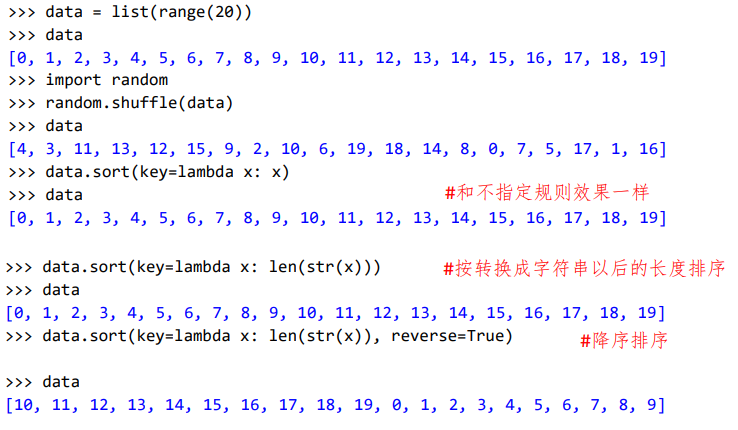 >>> data = list(range(20))
>>> data
[0, 1, 2, 3, 4, 5, 6, 7, 8, 9, 10, 11, 12, 13, 14, 15, 16, 17, 18, 19]
>>> import random
>>> random.shuffle(data)
>>> data
[4, 3, 11, 13, 12, 15, 9, 2, 10, 6, 19, 18, 14, 8, 0, 7, 5, 17, 1, 16]
>>> data.sort(key=lambda x: x)
>>> data #和不指定规则效果一样
[0, 1, 2, 3, 4, 5, 6, 7, 8, 9, 10, 11, 12, 13, 14, 15, 16, 17, 18, 19]
>>> data.sort(key=lambda x: len(str(x))) #按转换成字符串以后的长度排序
>>> data
[0, 1, 2, 3, 4, 5, 6, 7, 8, 9, 10, 11, 12, 13, 14, 15, 16, 17, 18, 19]
>>> data.sort(key=lambda x: len(str(x)), reverse=True) #降序排序
>>> data
[10, 11, 12, 13, 14, 15, 16, 17, 18, 19, 0, 1, 2, 3, 4, 5, 6, 7, 8, 9]